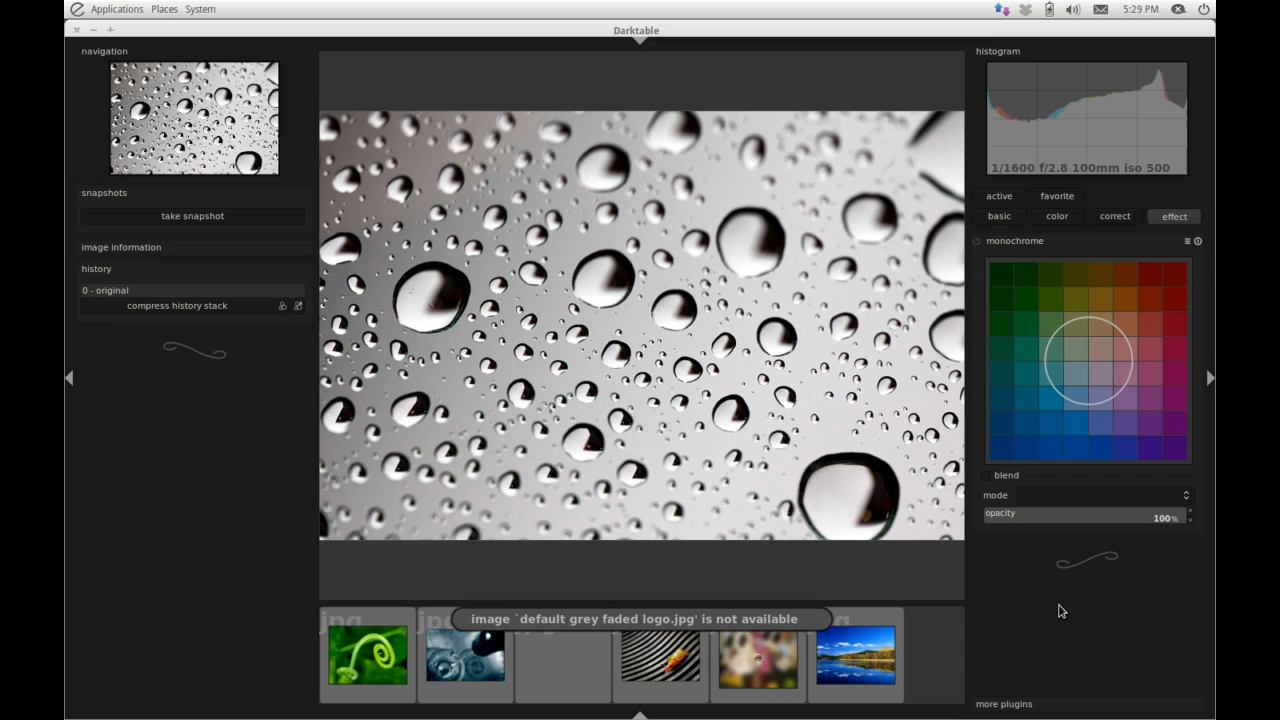 Applications Places System
5:29 PM
Darktable
navigation
snapshots
take snapshot
image information
history
0 - original
compress history stack
histogram
1/1600 f/2.8 100mm iso 500
active favorite
basic color correct effect
monochrome
blend
mode
opacity
100%
more plugins
image `default grey faded logo.jpg' is not available
jpg